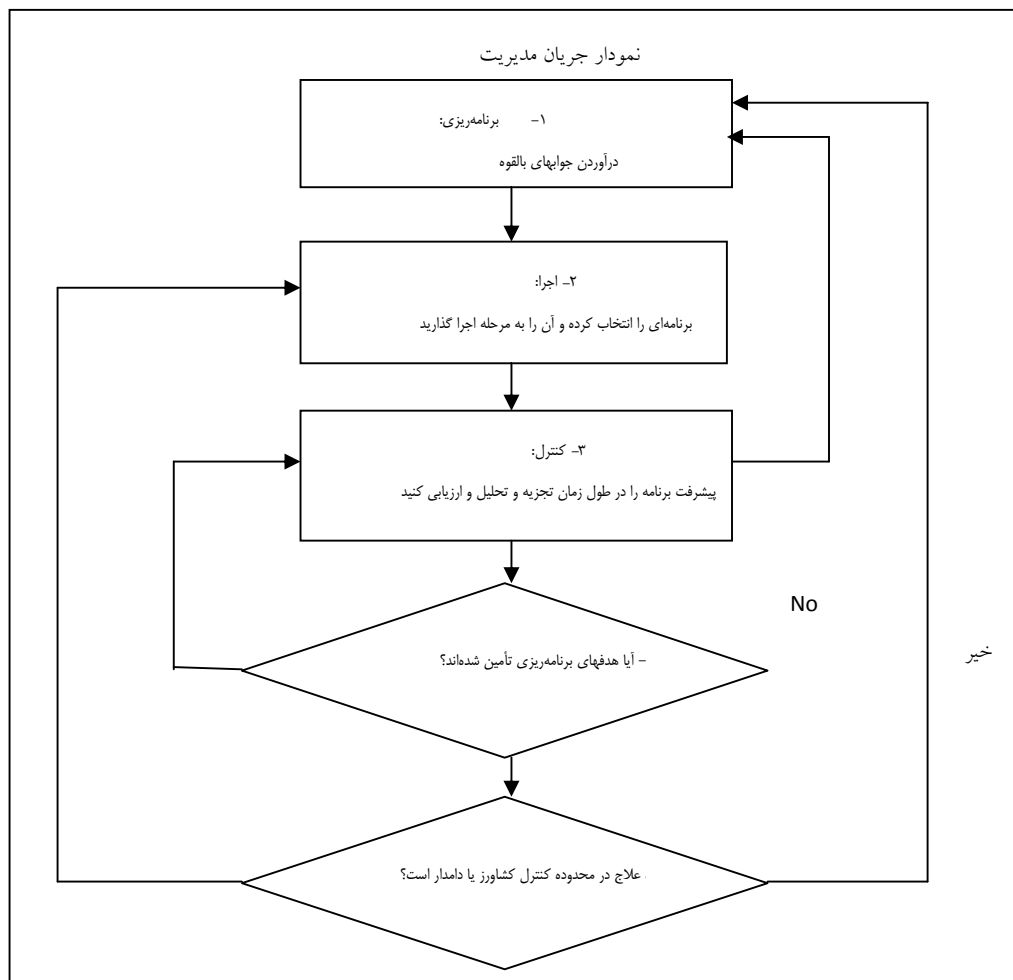 نمودار جریان مدیریت
۱- برنامه‌ریزی:
درآوردن جوابهای بالقوه
۲- اجرا:
برنامه‌ای را انتخاب کرده و آن را به مرحله اجرا گذارید
۳- کنترل:
پیشرفت برنامه را در طول زمان تجزیه و تحلیل و ارزیابی کنید
No
- آیا هدفهای برنامه‌ریزی تأمین شده‌اند؟
خیر
علاج در محدوده کنترل کشاورز یا دامدار است؟